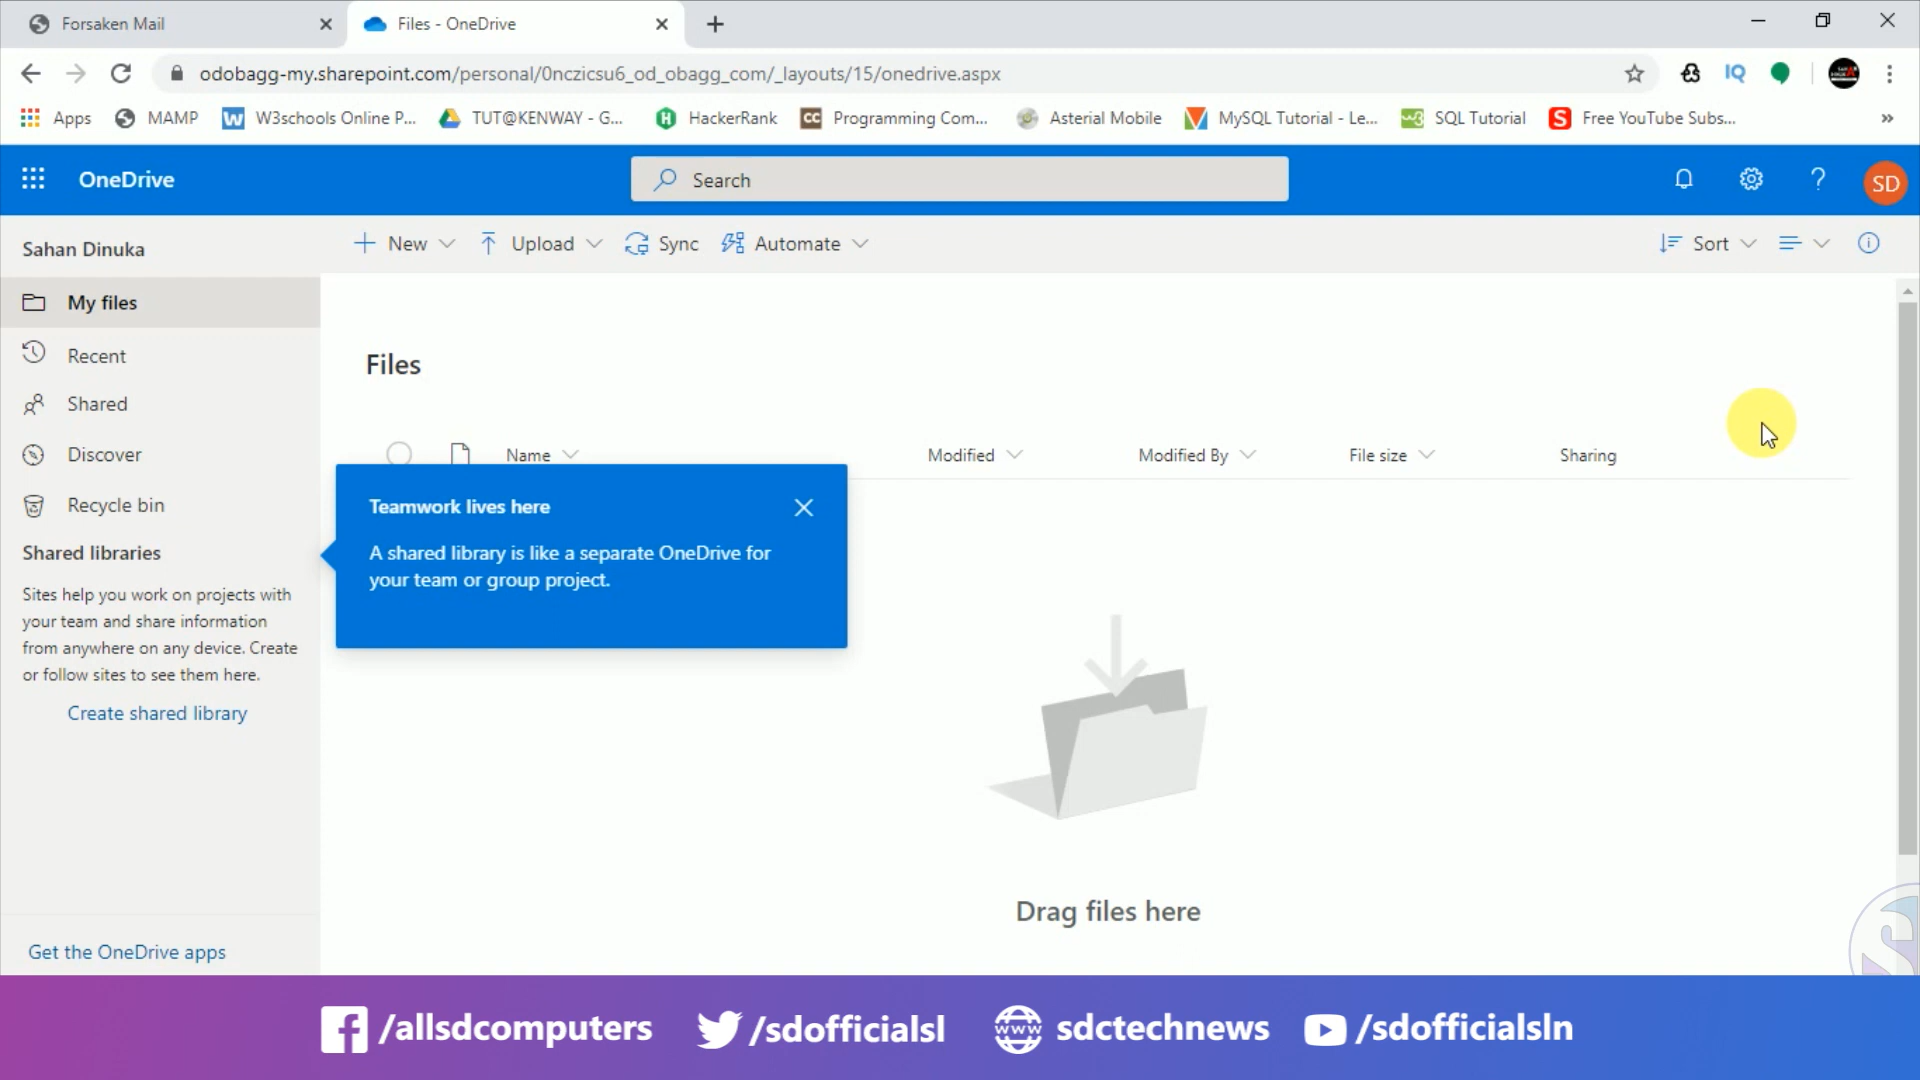 Forsaken Mail
Files - OneDrive
odobagg-my.sharepoint.com/personal/0nczicsu6_od_obagg_com/_layouts/15/onedrive.aspx
IQ
Apps
MAMP
W3schools Online P...
TUT@KENWAY - G...
HackerRank
Programming Com...
Asterial Mobile
MySQL Tutorial - Le...
SQL Tutorial
Free YouTube Subs...
OneDrive
Search
SD
Sahan Dinuka
New
Upload
Sync
Automate
Sort
My files
Recent
Shared
Discover
Recycle bin
Shared libraries
Sites help you work on projects with
your team and share information
from anywhere on any device. Create
or follow sites to see them here.
Create shared library
Get the OneDrive apps
Files
Name
Modified
Modified By
File size
Sharing
Teamwork lives here
A shared library is like a separate OneDrive for
your team or group project.
Drag files here
/allsdcomputers
/sdofficialsl
www
sdctechnews
/sdofficialsln